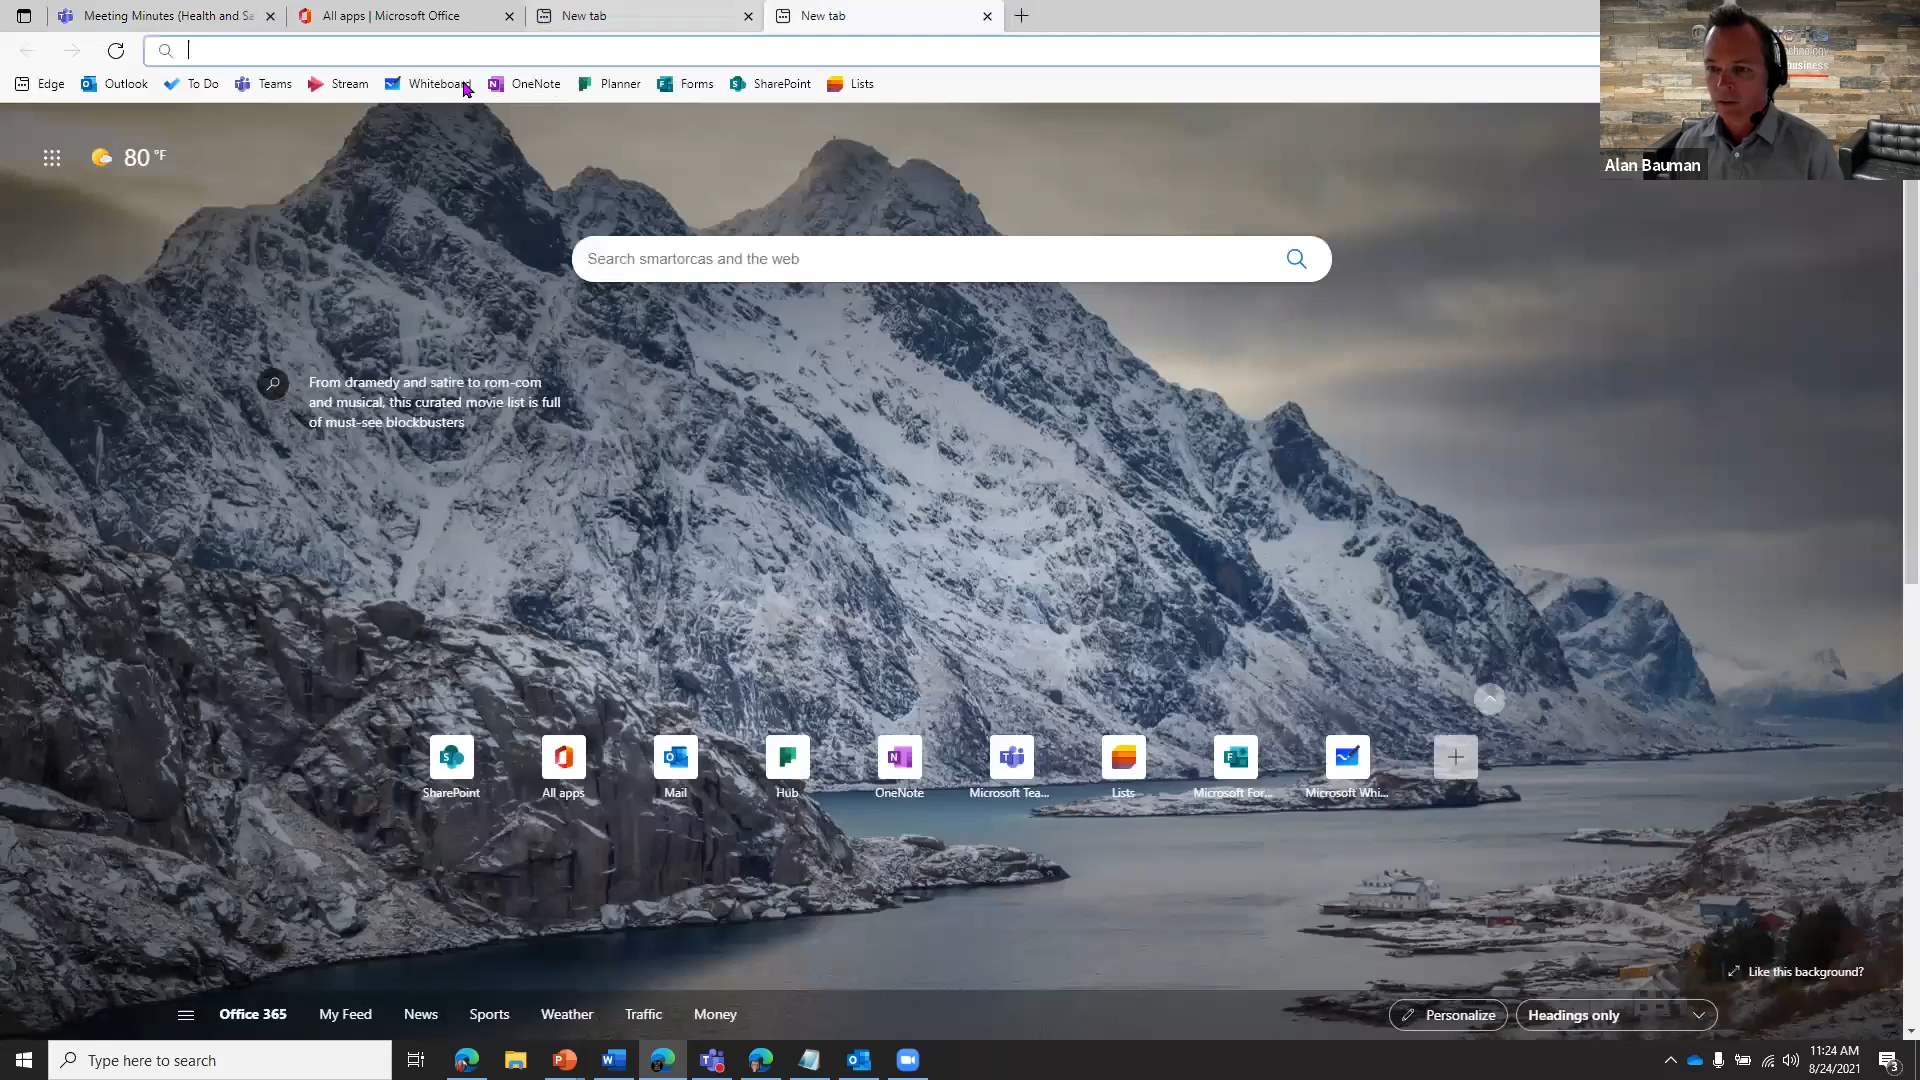 Meeting Minutes (Health and Sa
All apps | Microsoft Office
New tab
New tab
Edge
Outlook
To Do
Teams
Stream
Whiteboard
OneNote
Planner
Forms
SharePoint
Lists
business
Alan Bauman
80 °F
Search smartorcas and the web
From dramedy and satire to rom-com
and musical, this curated movie list is full
of must-see blockbusters
SharePoint
All apps
Mail
Hub
OneNote
Microsoft Tea...
Lists
Microsoft For...
Microsoft Whi...
Like this background?
Office 365
My Feed
News
Sports
Weather
Traffic
Money
Personalize
Headings only
Type here to search
11:24 AM
8/24/2021
3